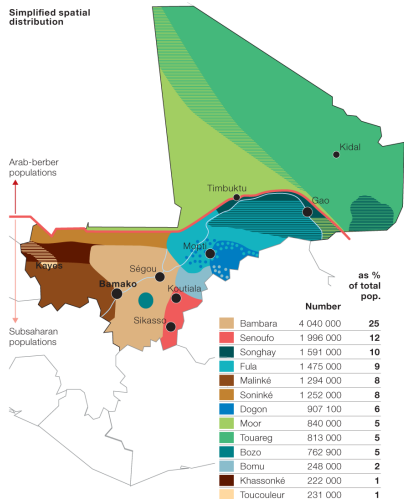 Simplified spatial
distribution
Kidal
Arab-berber
populations
Timbuktu
Gao
Mopti
Kayes
Ségou
Bamako
Koutiala
Sikasso
Subsaharan
populations
as %
of total
Number pop.
Bambara 4 040 000 25
Senoufo 1 996 000 12
Songhay 1 591 000 10
Fula 1 475 000 9
Malinké 1 294 000 8
Soninké 1 252 000 8
Dogon 907 100 6
Moor 840 000 5
Touareg 813 000 5
Bozo 762 900 5
Bomu 248 000 2
Khassonké 222 000 1
Toucouleur 231 000 1